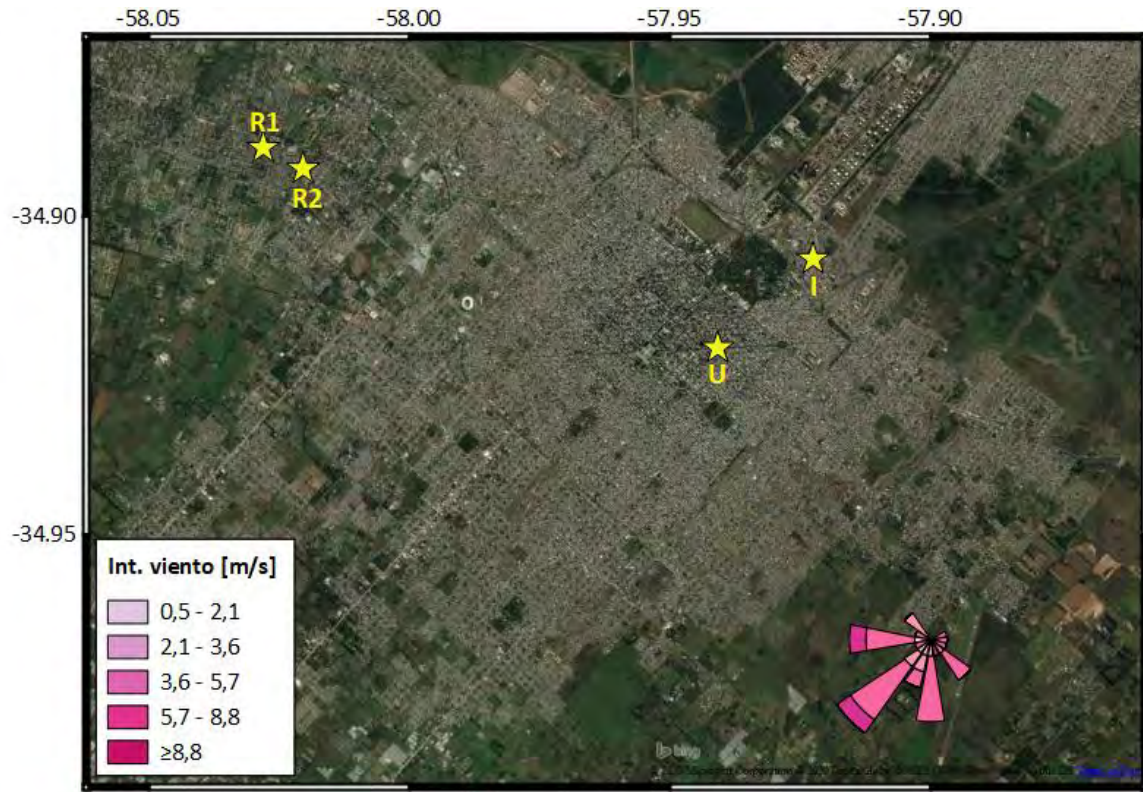 -58.05 -58.00 -57.95 -57.90
R1
R2
-34.90
I
U
-34.95
Int. viento [m/s]
0,5 - 2,1
2,1 - 3,6
3,6 - 5,7
5,7 - 8,8
≥8,8
bing